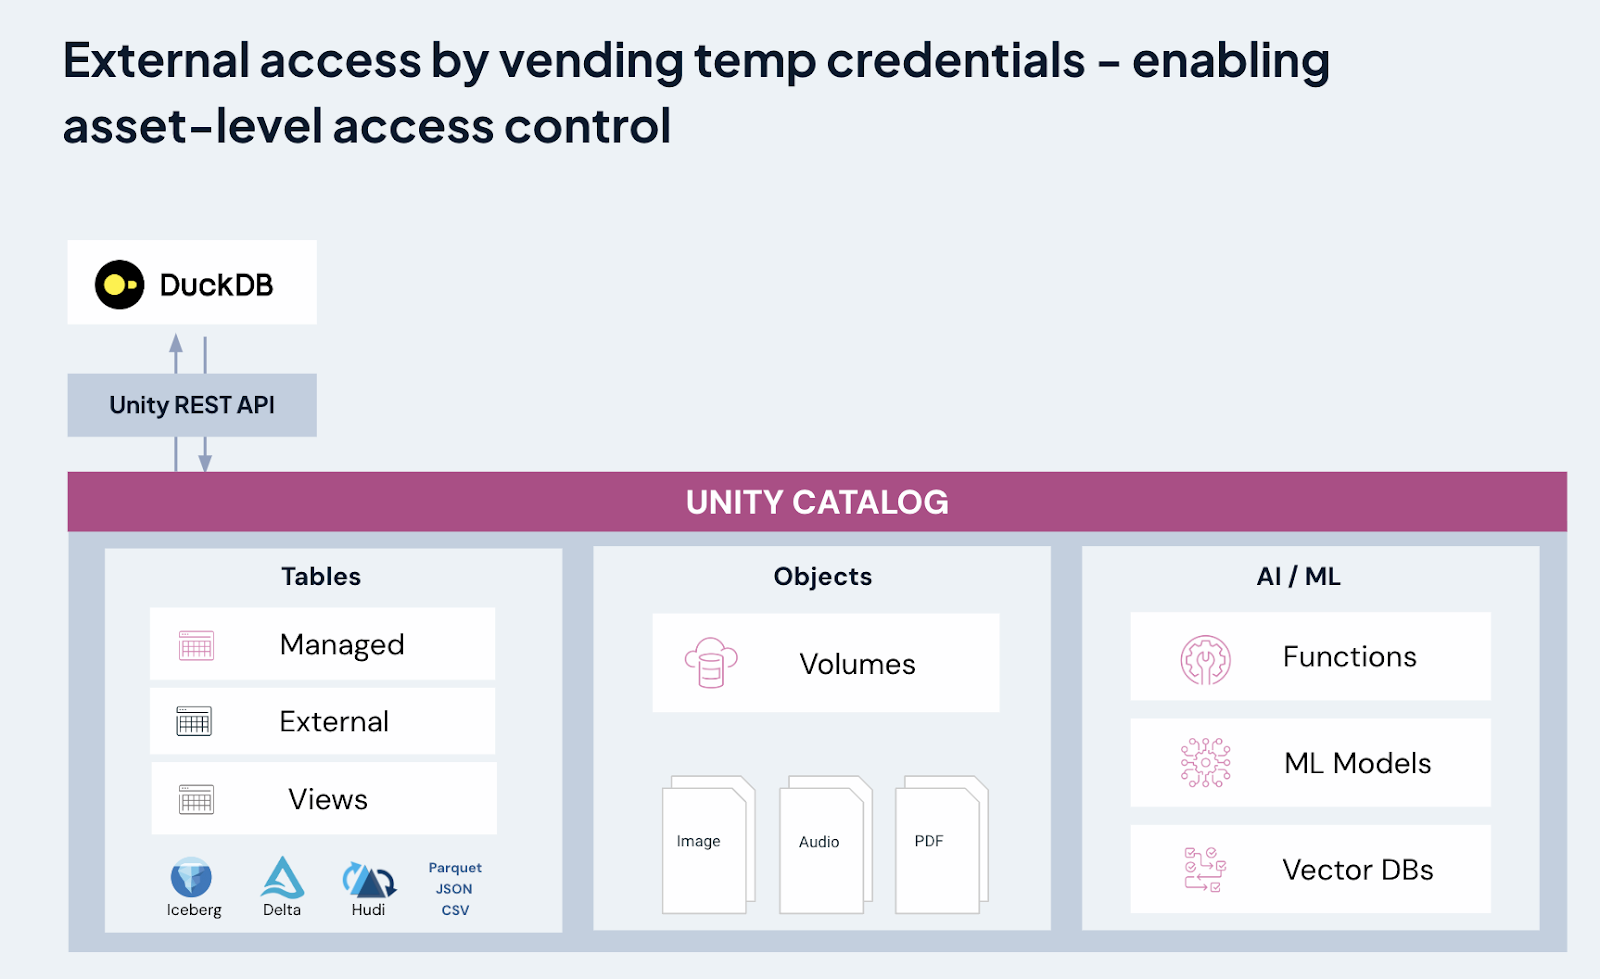 External access by vending temp credentials - enabling
asset-level access control
DuckDB
Unity REST API
UNITY CATALOG
Tables
Managed
External
Views
Iceberg
Delta
Hudi
Parquet
JSON
CSV
Objects
Volumes
Image
Audio
PDF
AI / ML
Functions
ML Models
Vector DBs